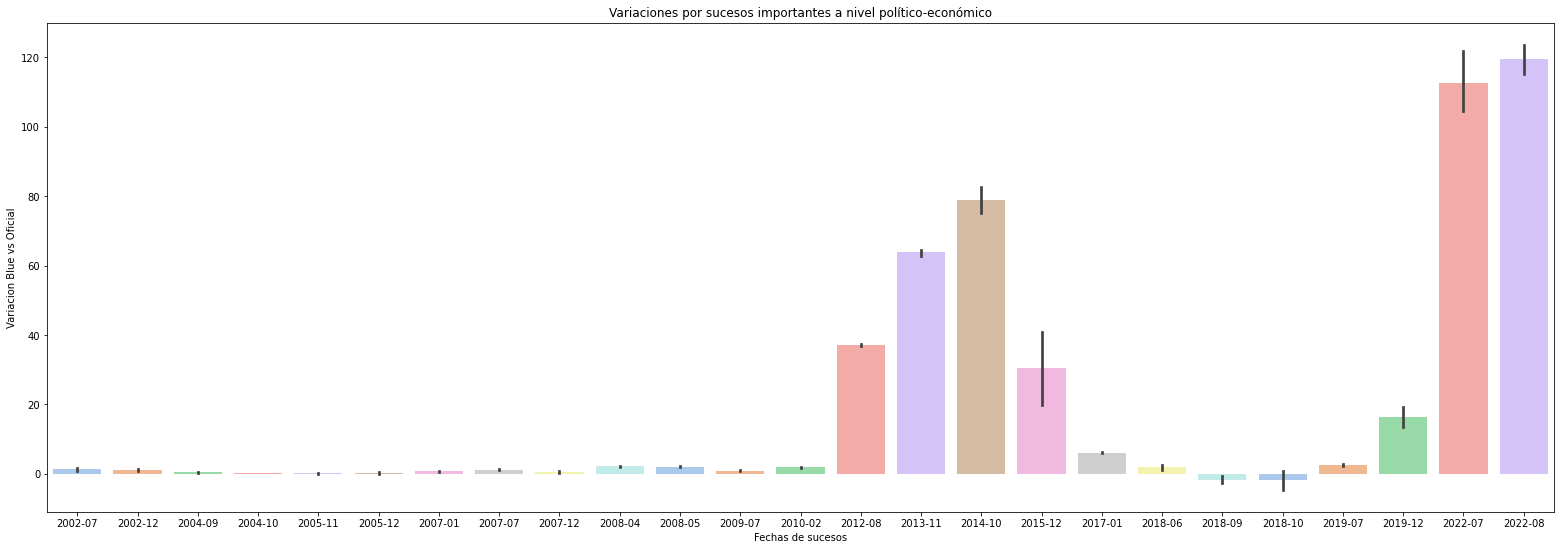 Variaciones por sucesos importantes a nivel político-económico
Variacion Blue vs Oficial
120
100
80
60
40
20
0
2002-07 2002-12 2004-09 2004-10 2005-11 2005-12 2007-01 2007-07 2007-12 2008-04 2008-05 2009-07 2010-02 2012-08 2013-11 2014-10 2015-12 2017-01 2018-06 2018-09 2018-10 2019-07 2019-12 2022-07 2022-08
Fechas de sucesos